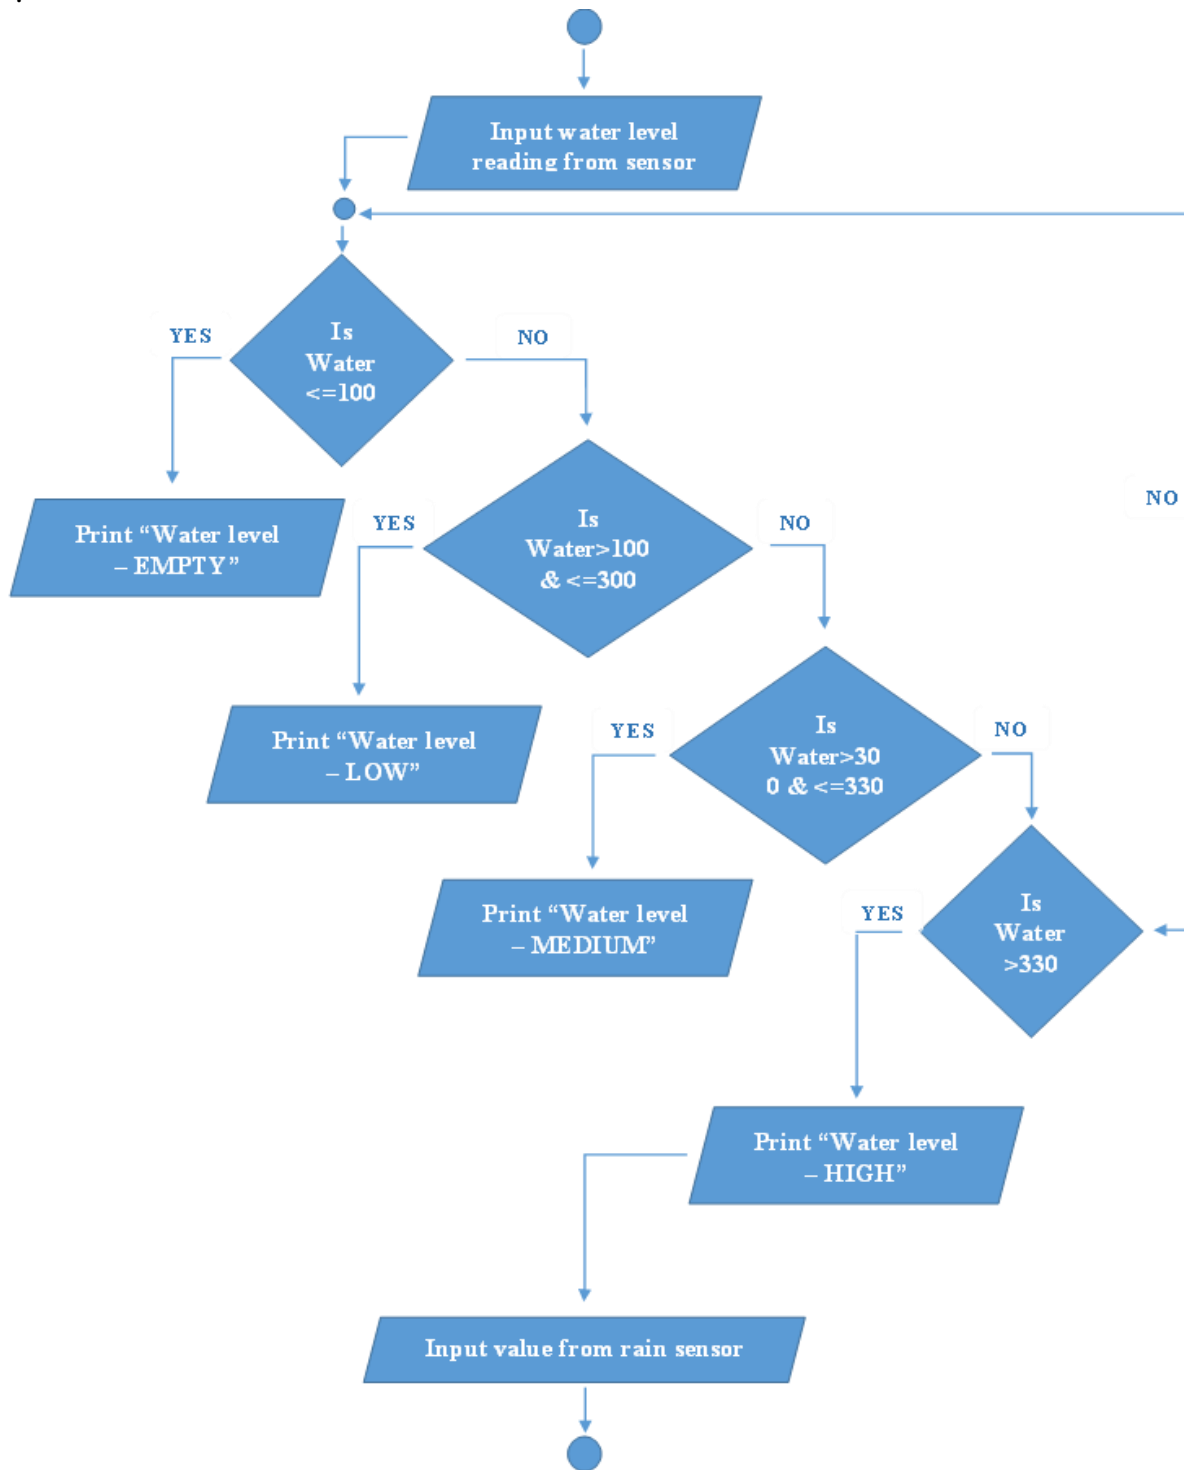 Input water level
reading from sensor
YES
Is
Water
<=100
NO
Print “Water level
– EMPTY”
YES
Is
Water>100
& <=300
NO
NO
Print “Water level
– LOW”
YES
Is
Water>30
0 & <=330
NO
Print “Water level
– MEDIUM”
YES
Is
Water
>330
Print “Water level
– HIGH”
Input value from rain sensor